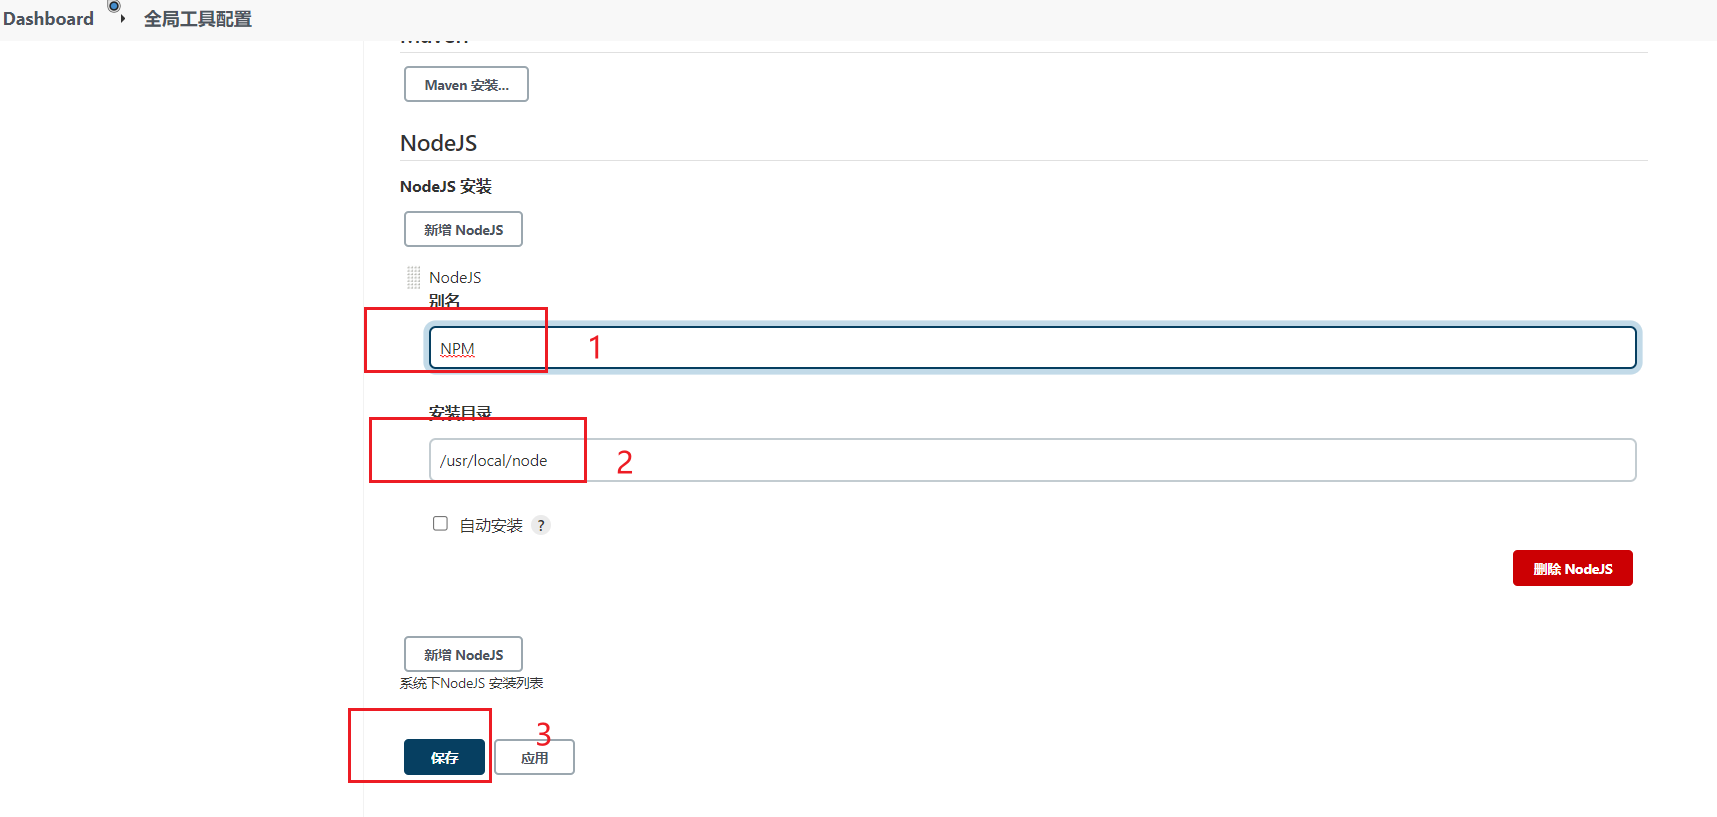 Dashboard 全局工具配置
Maven
Maven 安装...
NodeJS
NodeJS 安装
新增 NodeJS
NodeJS
别名
NPM
1
安装目录
/usr/local/node
2
自动安装 ?
删除 NodeJS
新增 NodeJS
系统下NodeJS 安装列表
3
保存 应用